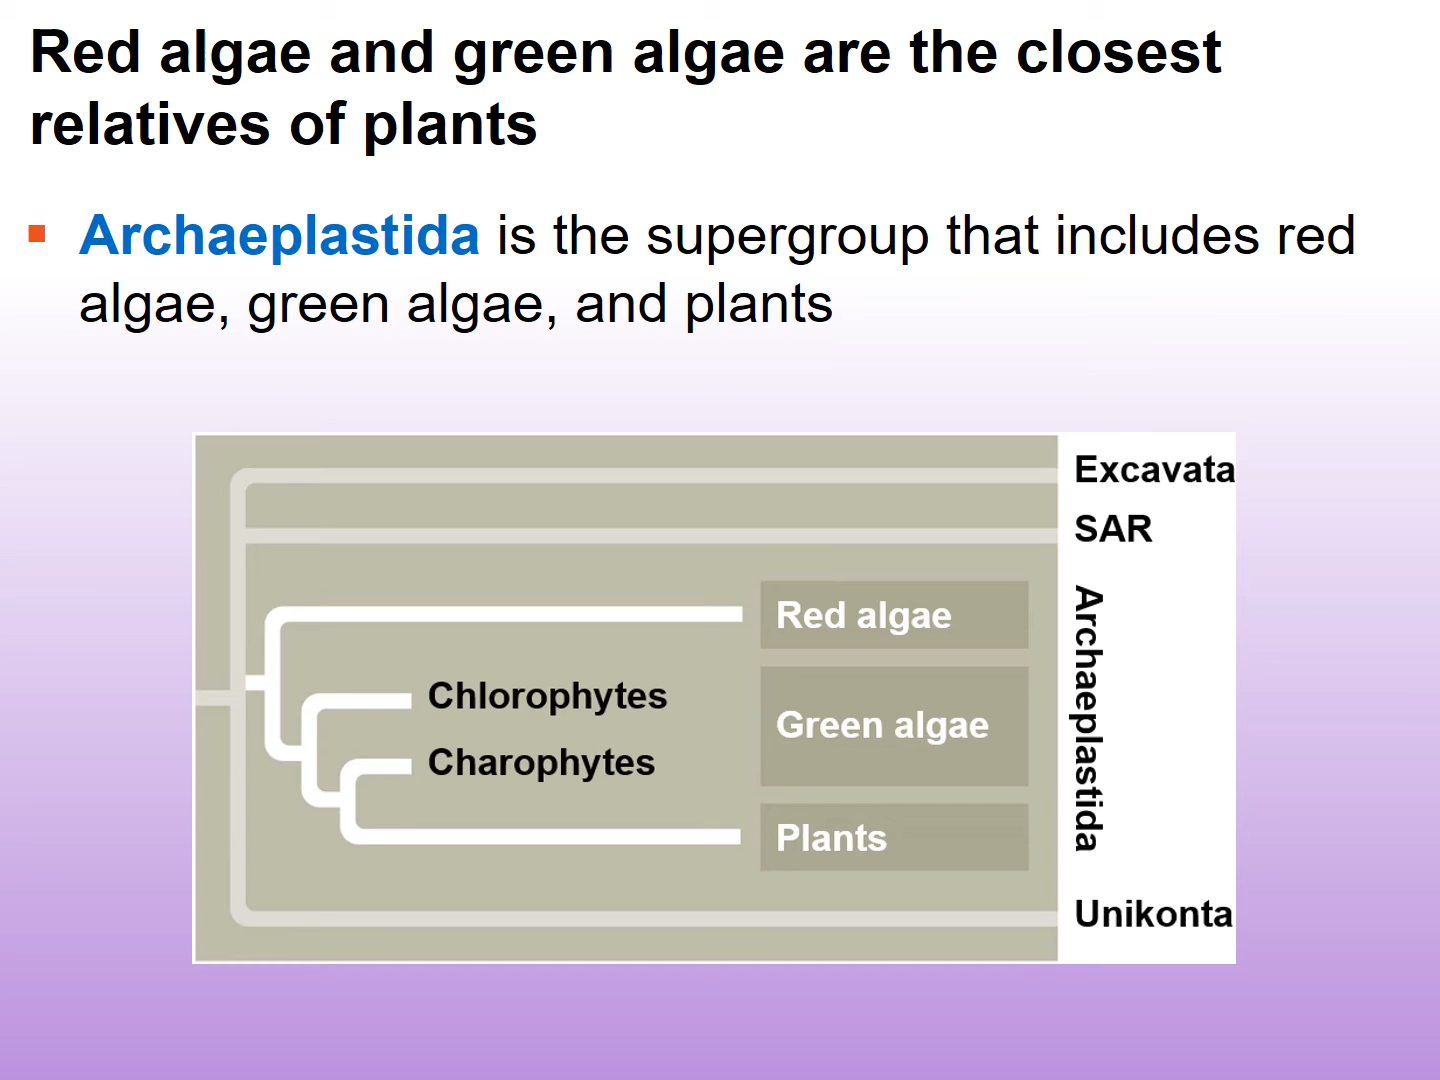 Red algae and green algae are the closest
relatives of plants
Archaeplastida is the supergroup that includes red
algae, green algae, and plants
Excavata
SAR
Red algae
Chlorophytes
Green algae
Charophytes
Plants
Archaeplastida
Unikonta